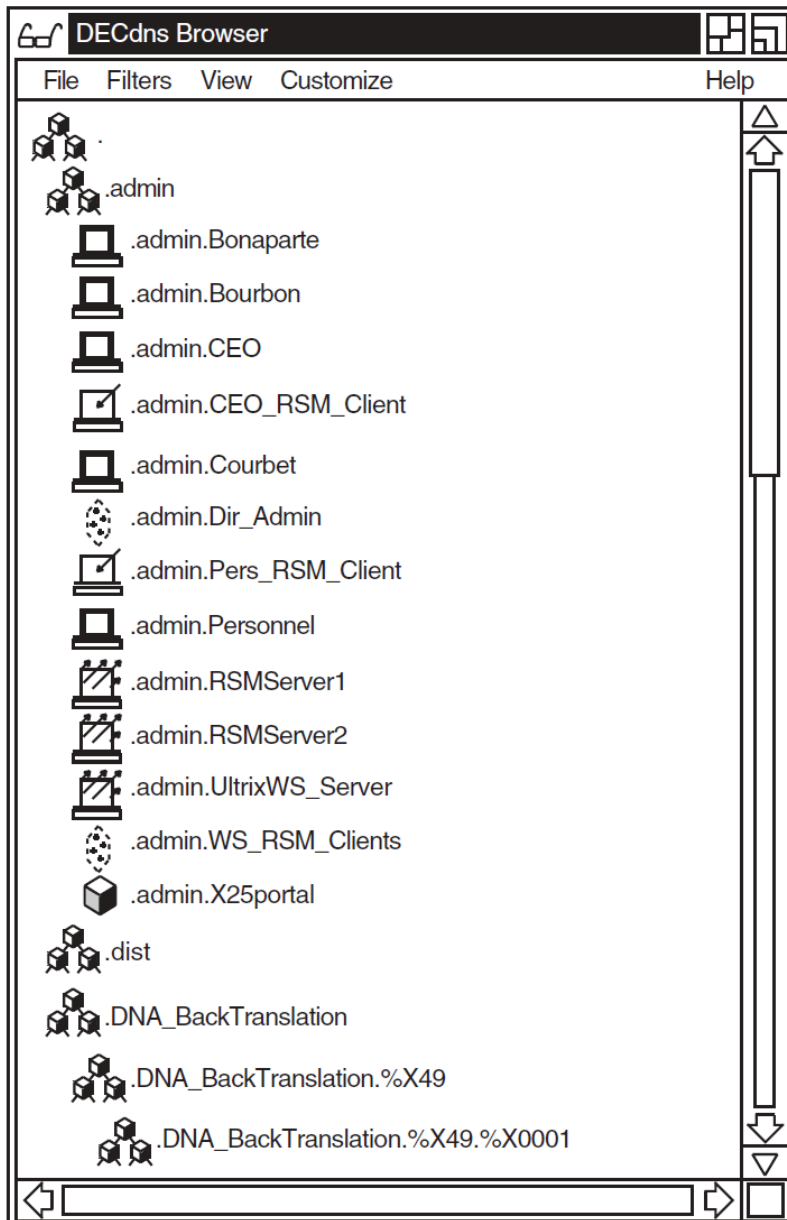 DECdns Browser
File Filters View Customize Help
.
.admin
.admin.Bonaparte
.admin.Bourbon
.admin.CEO
.admin.CEO_RSM_Client
.admin.Courbet
.admin.Dir_Admin
.admin.Pers_RSM_Client
.admin.Personnel
.admin.RSMServer1
.admin.RSMServer2
.admin.UltrixWS_Server
.admin.WS_RSM_Clients
.admin.X25portal
.dist
.DNA_BackTranslation
.DNA_BackTranslation.%X49
.DNA_BackTranslation.%X49.%X0001